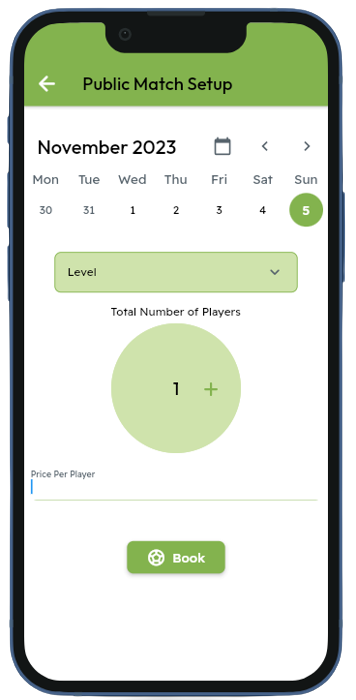 Public Match Setup
November 2023
Mon Tue Wed Thu Fri Sat Sun
30 31 1 2 3 4 5
Level
Total Number of Players
1 +
Price Per Player
Book